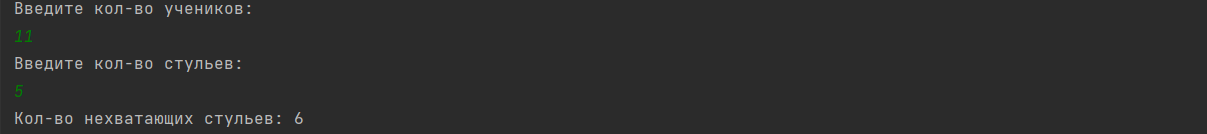 Введите кол-во учеников:
11
Введите кол-во стульев:
5
Кол-во нехватающих стульев: 6